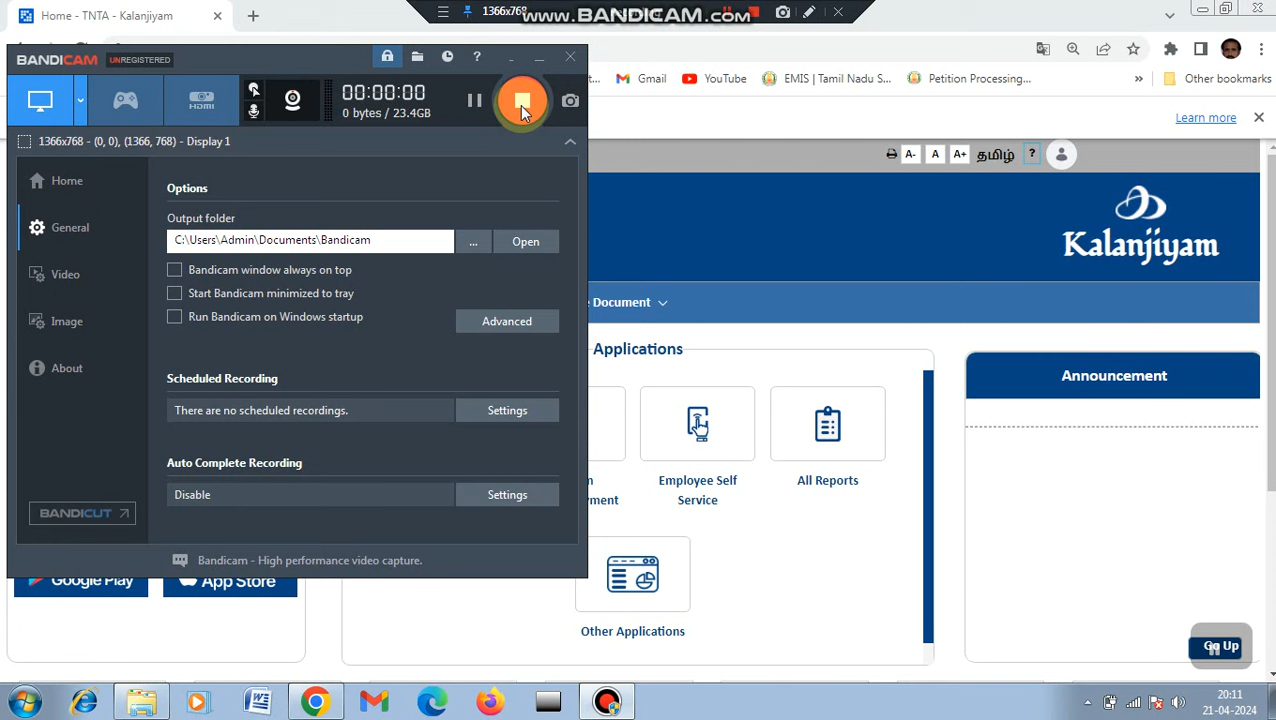 Home - TNTA - Kalanjiyam
1366x768
www.BANDICAM.com
BANDICAM UNREGISTERED
?
Gmail
YouTube
EMIS | Tamil Nadu S...
Petition Processing...
Other bookmarks
HDMI
00:00:00
0 bytes / 23.4GB
Learn more
1366x768 - (0, 0), (1366, 768) - Display 1
A-
A
A+
தமிழ்
?
Home
General
Video
Image
About
BANDICUT
Options
Output folder
C:\Users\Admin\Documents\Bandicam
...
Open
Bandicam window always on top
Start Bandicam minimized to tray
Run Bandicam on Windows startup
Advanced
Scheduled Recording
There are no scheduled recordings.
Settings
Auto Complete Recording
Disable
Settings
Bandicam - High performance video capture.
Kalanjiyam
Document
Applications
Announcement
Employee Self
Service
All Reports
Other Applications
Google Play
App Store
Go Up
20:11
21-04-2024